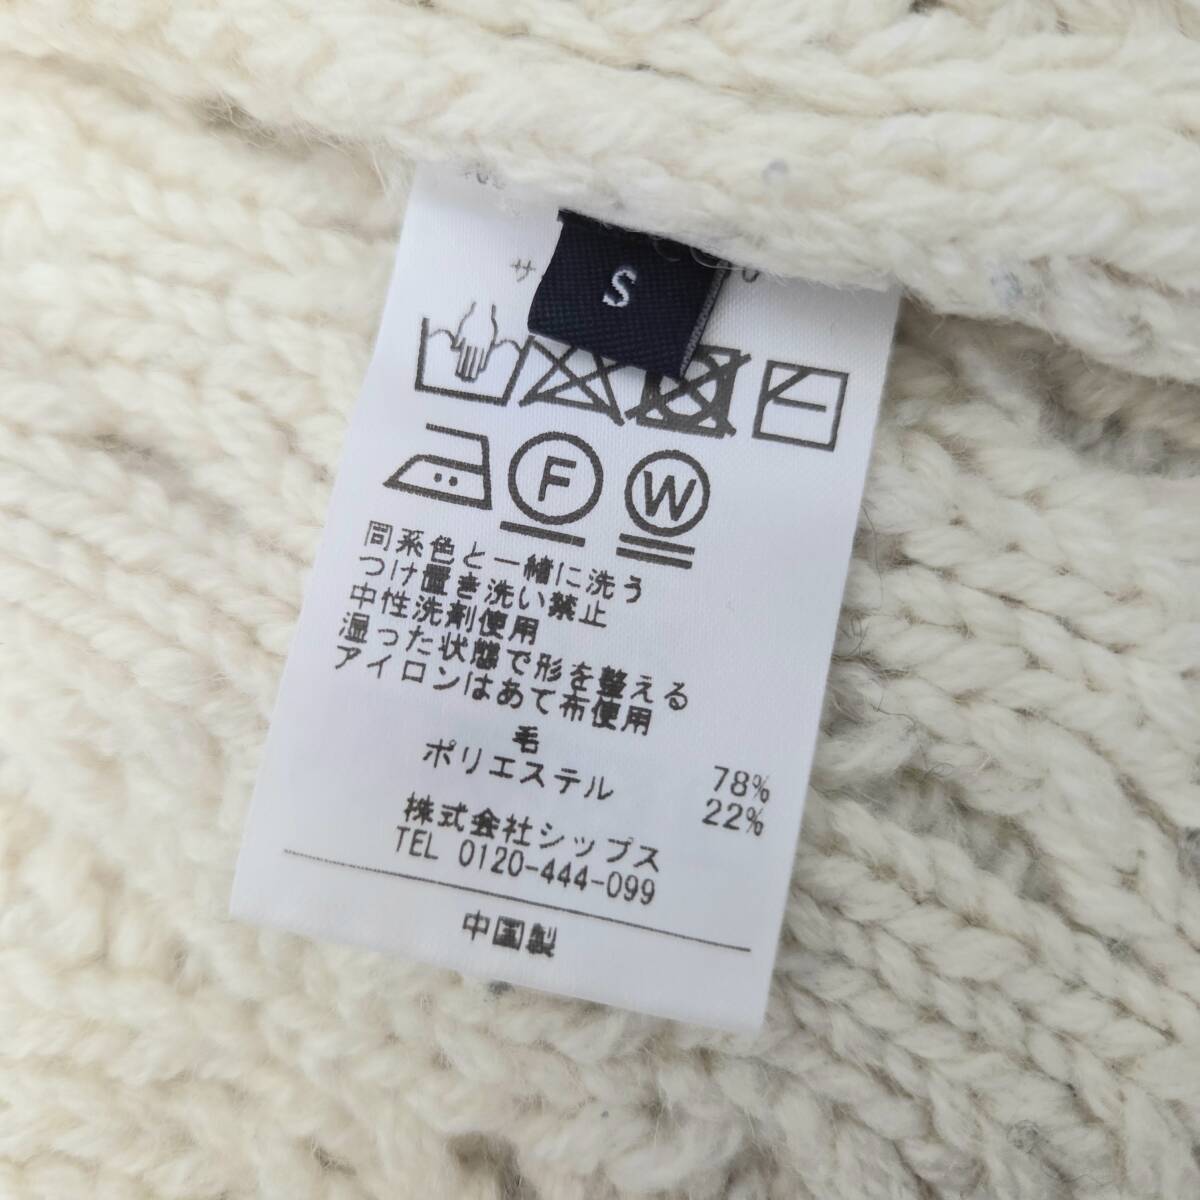 S
F W
同系色と一緒に洗う
つけ置き洗い禁止
中性洗剤使用
湿った状態で形を整える
アイロンはあて布使用
毛 78%
ポリエステル 22%
株式会社シップス
TEL 0120-444-099
中国製